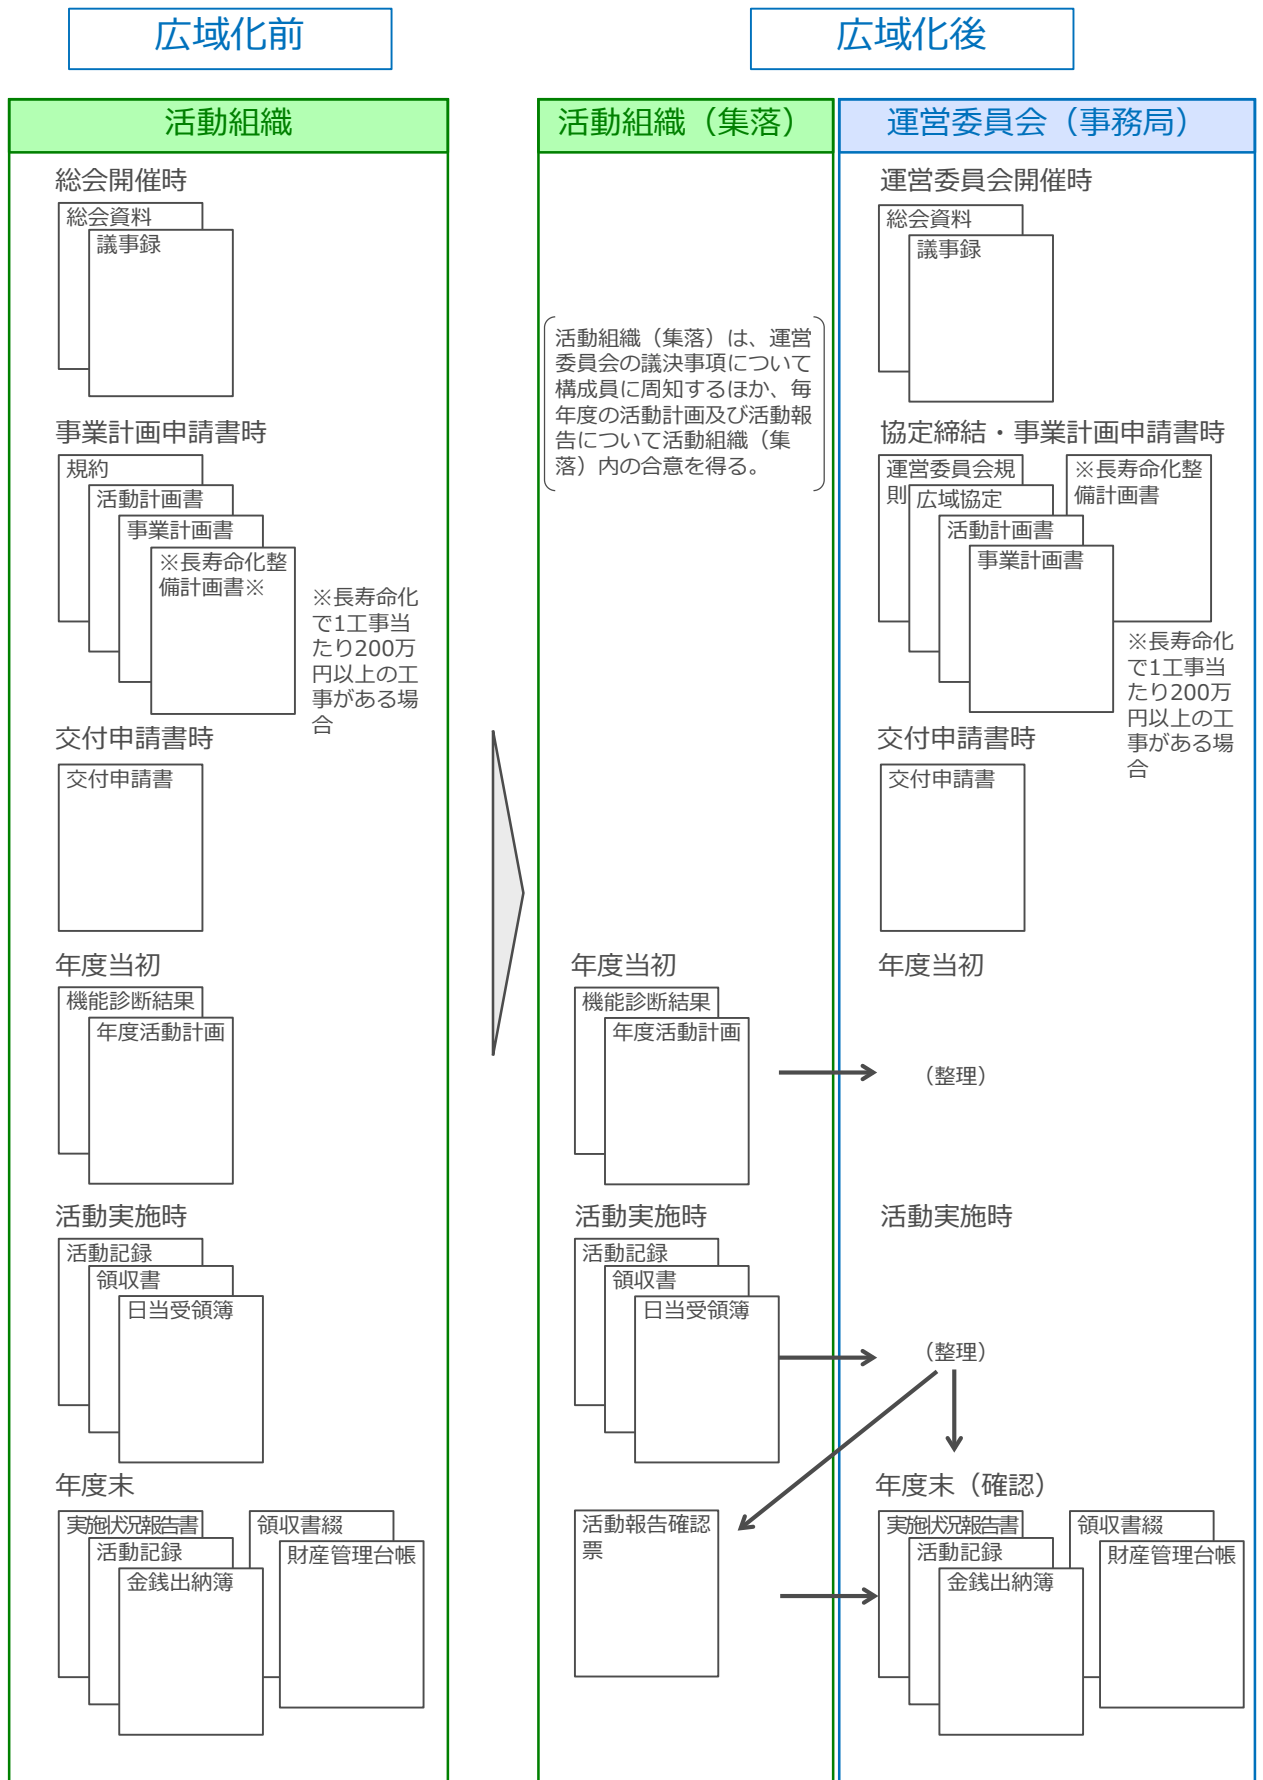 広域化前
広域化後
活動組織
総会開催時
総会資料
議事録
事業計画申請書時
規約
活動計画書
事業計画書
※長寿命化整
備計画書※
※長寿命化
で1工事当
たり200万
円以上の工
事がある場
合
交付申請書時
交付申請書
年度当初
機能診断結果
年度活動計画
活動実施時
活動記録
領収書
日当受領簿
年度末
実施状況報告書
活動記録
金銭出納簿
領収書綴
財産管理台帳
活動組織（集落）
活動組織（集落）は、運営
委員会の議決事項について
構成員に周知するほか、毎
年度の活動計画及び活動報
告について活動組織（集
落）内の合意を得る。
年度当初
機能診断結果
年度活動計画
活動実施時
活動記録
領収書
日当受領簿
活動報告確認
票
運営委員会（事務局）
運営委員会開催時
総会資料
議事録
協定締結・事業計画申請書時
運営委員会規
則
広域協定
活動計画書
事業計画書
※長寿命化整
備計画書
※長寿命化
で1工事当
たり200万
円以上の工
事がある場
合
交付申請書時
交付申請書
年度当初
（整理）
活動実施時
（整理）
年度末（確認）
実施状況報告書
活動記録
金銭出納簿
領収書綴
財産管理台帳